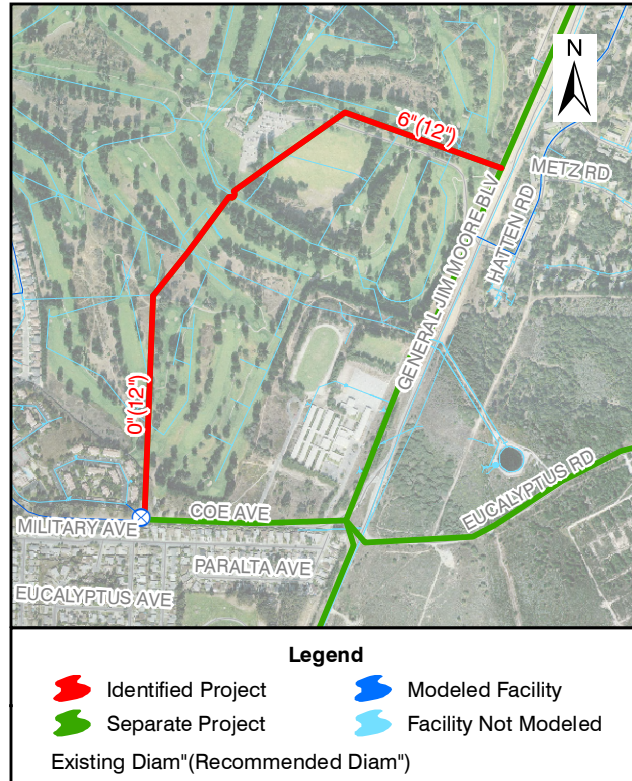 N
6"(12")
METZ RD
HATTEN RD
GENERAL JIM MOORE BLV
0"(12")
COE AVE
EUCALYPTUS RD
MILITARY AVE
PARALTA AVE
EUCALYPTUS AVE
Legend
Identified Project
Modeled Facility
Separate Project
Facility Not Modeled
Existing Diam"(Recommended Diam")